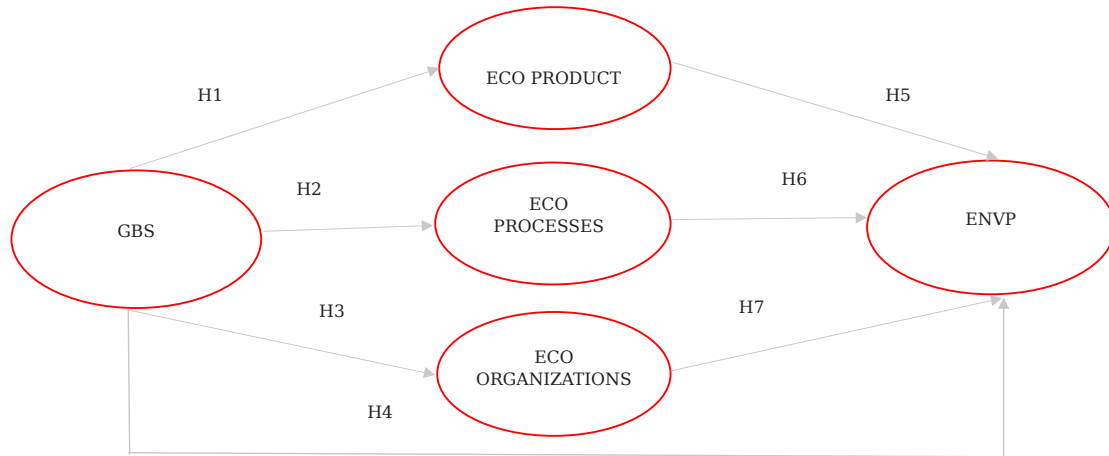 ECO PRODUCT
H1
H5
H2
H6
ECO
PROCESSES
GBS
ENVP
H3
H7
ECO
ORGANIZATIONS
H4